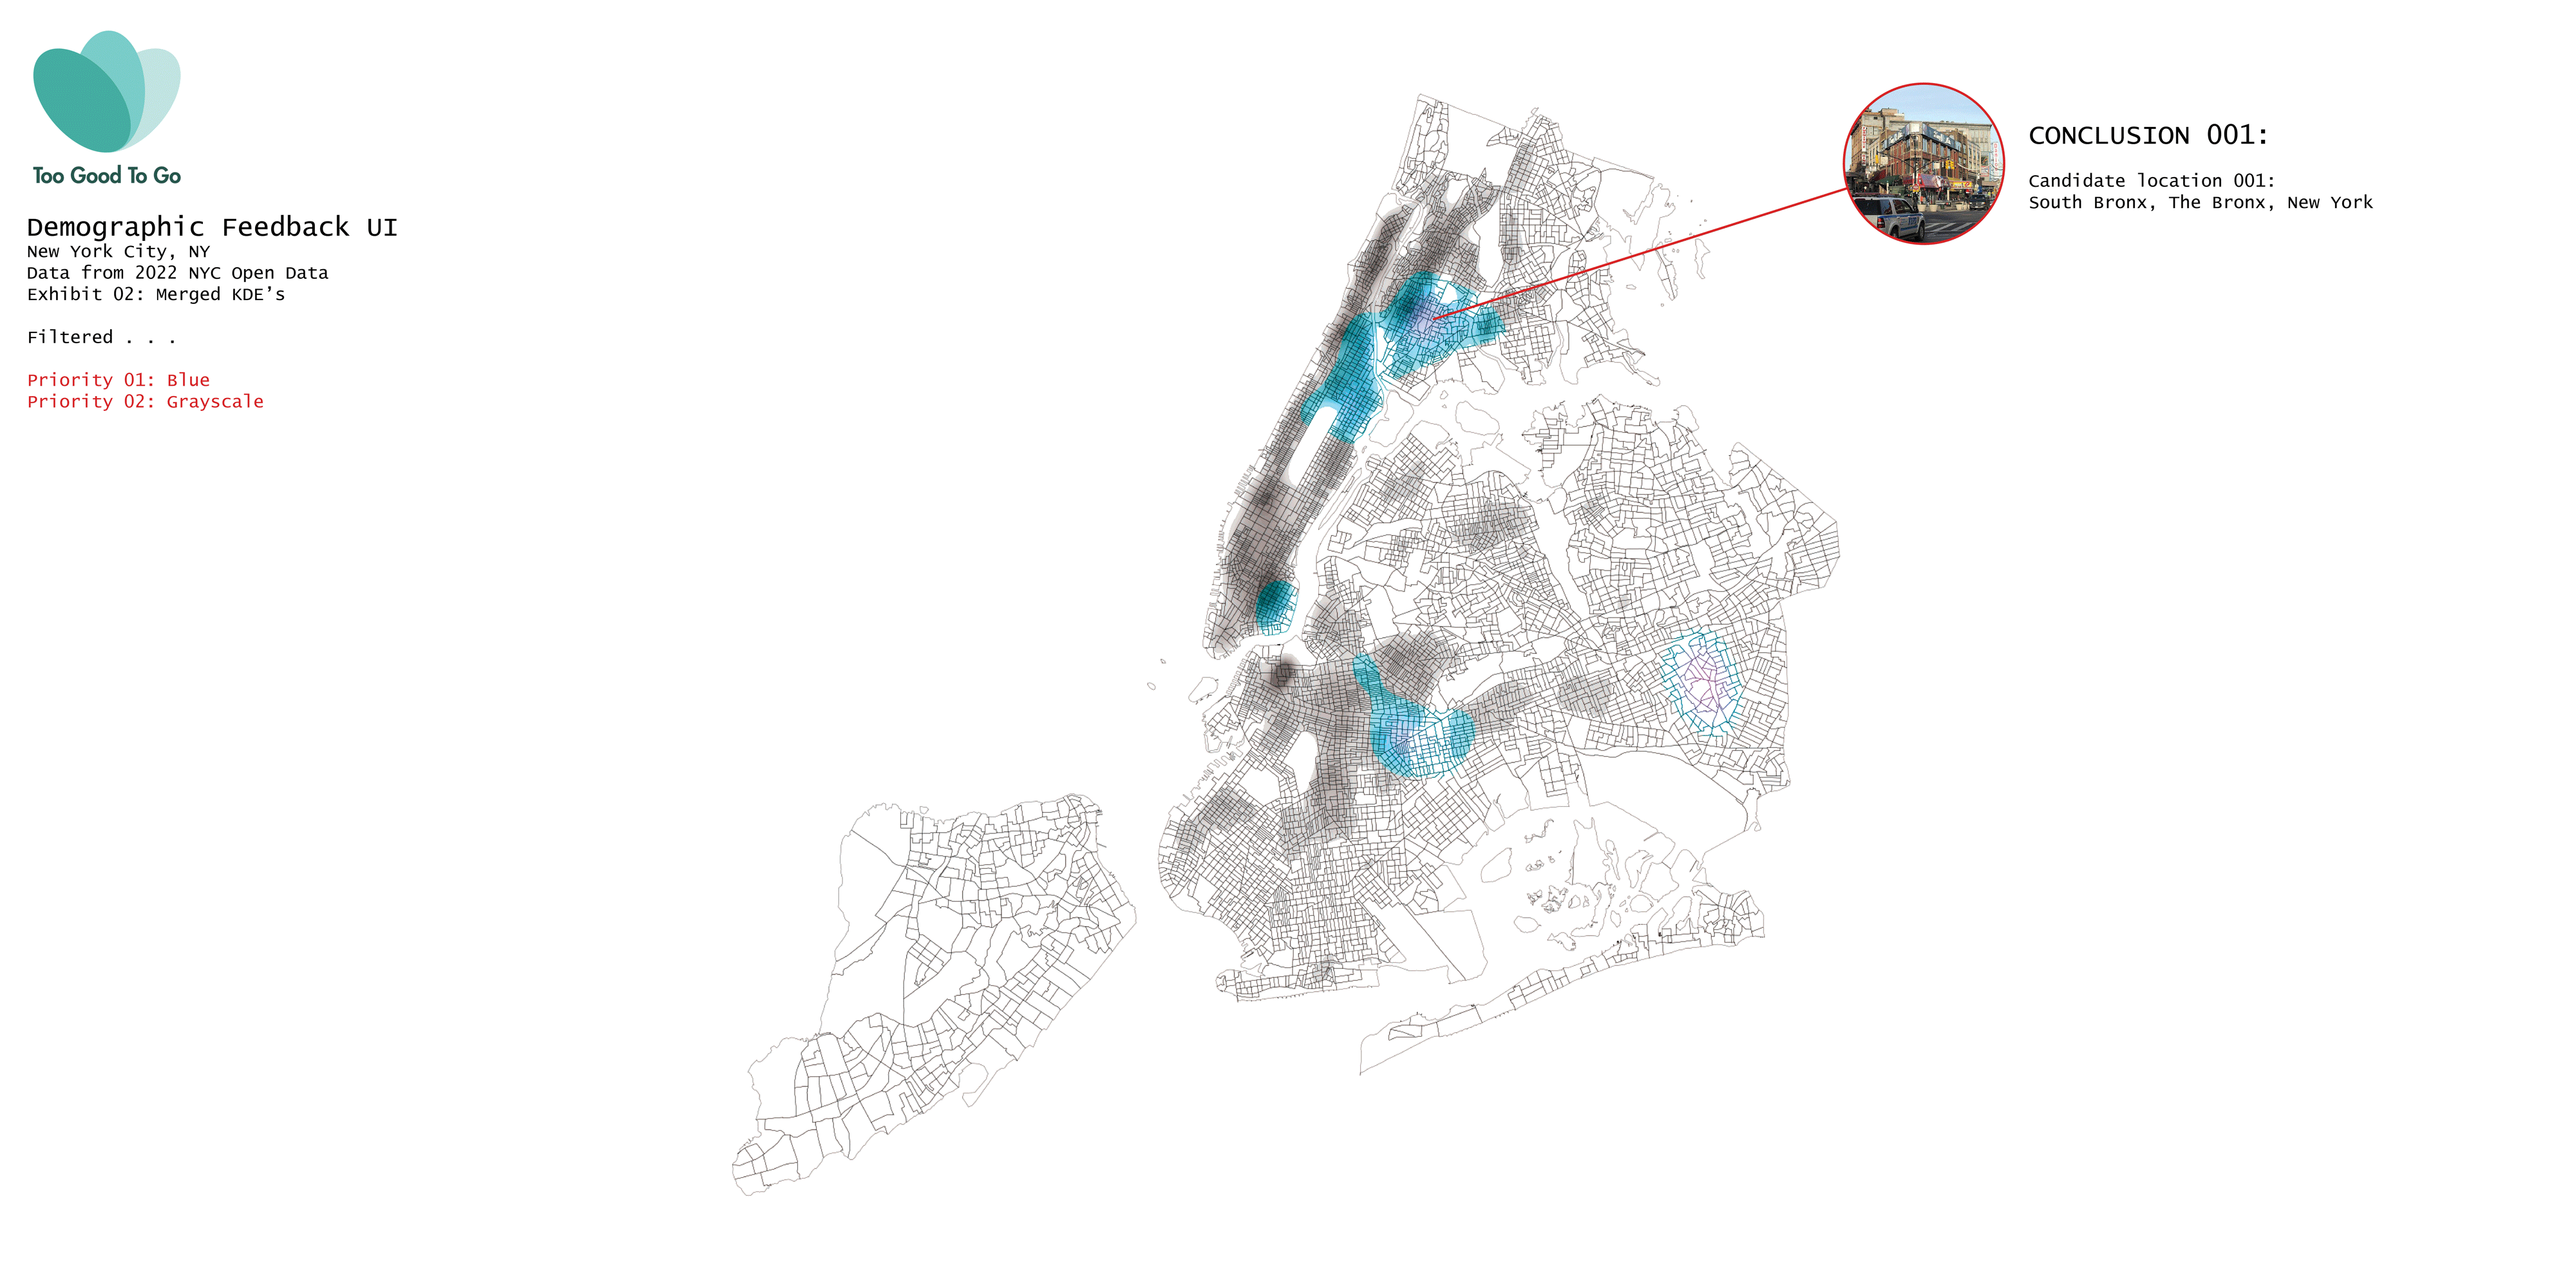 Too Good To Go
Demographic Feedback UI
New York City, NY
Data from 2022 NYC Open Data
Exhibit 02: Merged KDE’s
Filtered . . .
Priority 01: Blue
Priority 02: Grayscale
CONCLUSION 001:
Candidate location 001:
South Bronx, The Bronx, New York